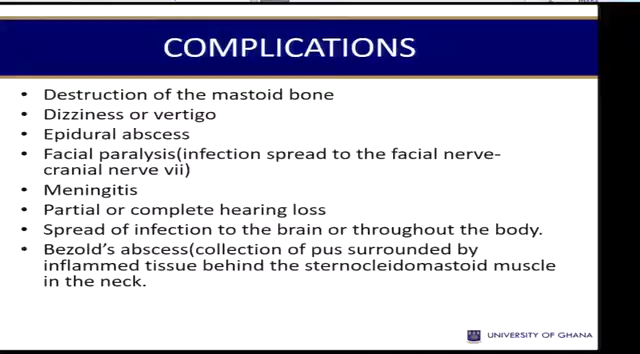 COMPLICATIONS
• Destruction of the mastoid bone
• Dizziness or vertigo
• Epidural abscess
• Facial paralysis(infection spread to the facial nerve-
cranial nerve vii)
• Meningitis
• Partial or complete hearing loss
• Spread of infection to the brain or throughout the body.
• Bezold's abscess(collection of pus surrounded by
inflammed tissue behind the sternocleidomastoid muscle
in the neck.
UNIVERSITY OF GHANA